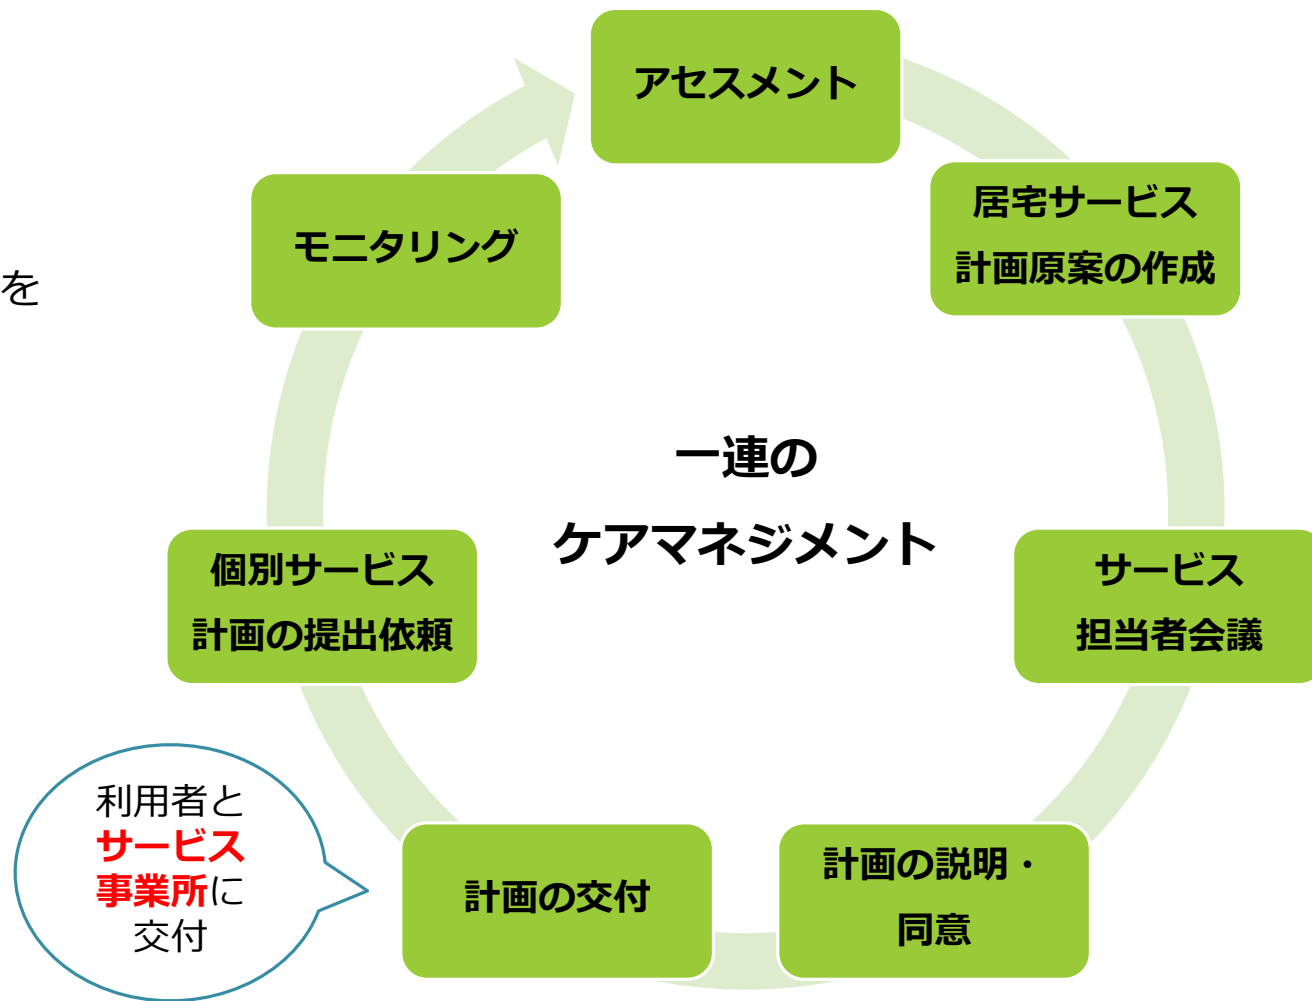 アセスメント
居宅サービス
計画原案の作成
モニタリング
を
一連の
ケアマネジメント
サービス
担当者会議
個別サービス
計画の提出依頼
計画の説明・
同意
計画の交付
利用者と
サービス
事業所に
交付